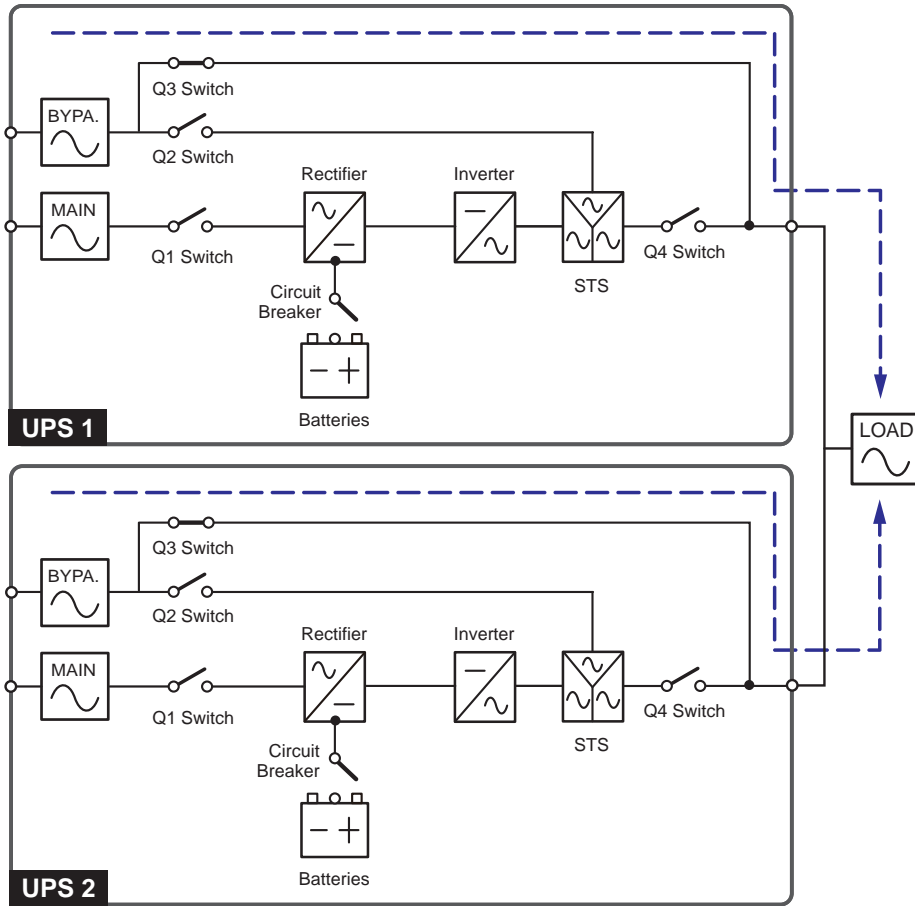 Q3 Switch
BYPA.
Q2 Switch
Rectifier
Inverter
MAIN
Q1 Switch
Q4 Switch
STS
Circuit
Breaker
Batteries
UPS 1
LOAD
Q3 Switch
BYPA.
Q2 Switch
Rectifier
Inverter
MAIN
Q1 Switch
Q4 Switch
STS
Circuit
Breaker
Batteries
UPS 2